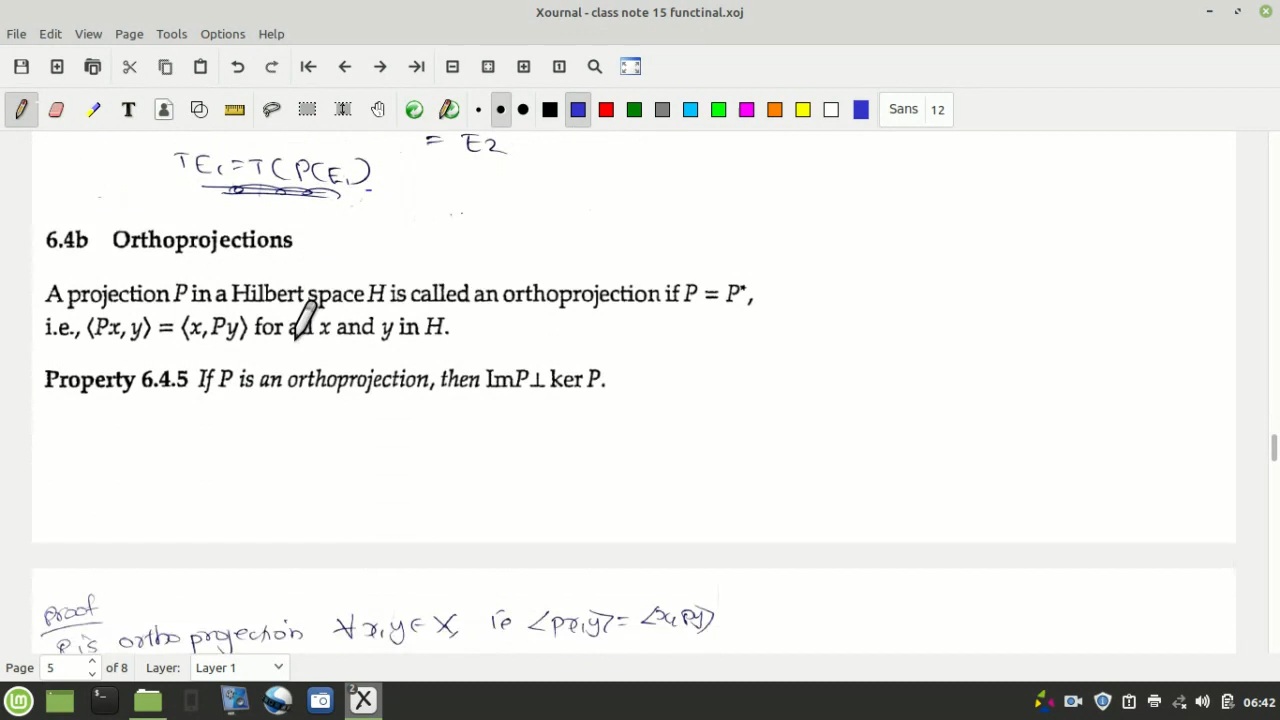 Xournal - class note 15 functinal.xoj
File Edit View Page Tools Options Help
Sans 12
= E2
TE₁=T(P(E₁)
6.4b Orthoprojections
A projection P in a Hilbert space H is called an orthoprojection if P = P*,
i.e., ⟨Px, y⟩ = ⟨x, Py⟩ for all x and y in H.
Property 6.4.5 If P is an orthoprojection, then ImP⊥ ker P.
proof
P is ortho projection ∀x,y ∈ X, ie <px,y>= <x,Py>
Page 5 of 8 Layer: Layer 1
2
06:42